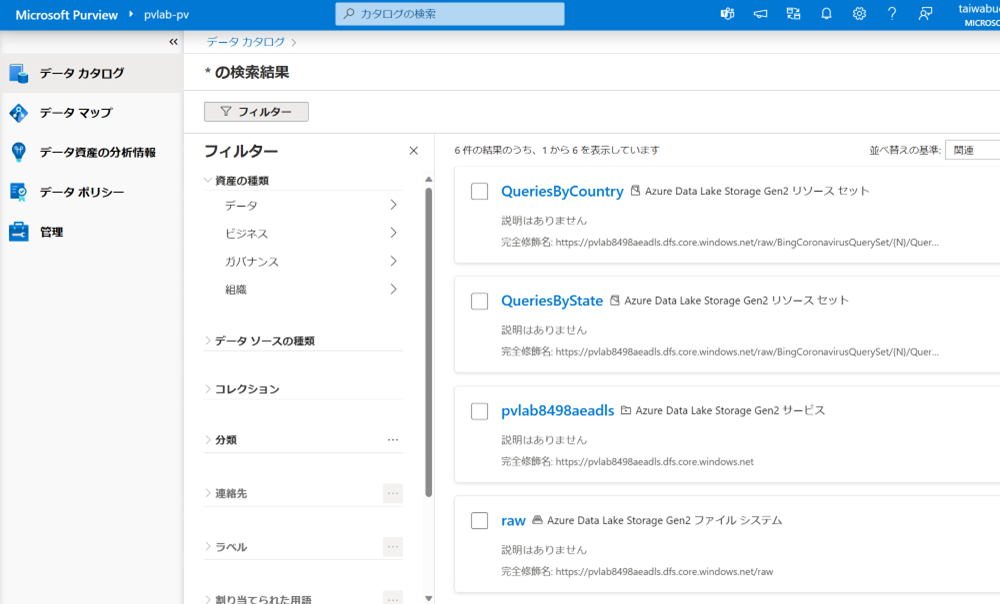 Microsoft Purview pvlab-pv
カタログの検索
taiwabu
MICROS
データ カタログ
データ マップ
データ資産の分析情報
データ ポリシー
管理
データ カタログ
* の検索結果
フィルター
フィルター
資産の種類
データ
ビジネス
ガバナンス
組織
データ ソースの種類
コレクション
分類
連絡先
ラベル
割り当てられた用語
6 件の結果のうち、1 から 6 を表示しています
並べ替えの基準: 関連
QueriesByCountry Azure Data Lake Storage Gen2 リソース セット
説明はありません
完全修飾名: https://pvlab8498aeadls.dfs.core.windows.net/raw/BingCoronavirusQuerySet/{N}/Quer...
QueriesByState Azure Data Lake Storage Gen2 リソース セット
説明はありません
完全修飾名: https://pvlab8498aeadls.dfs.core.windows.net/raw/BingCoronavirusQuerySet/{N}/Quer...
pvlab8498aeadls Azure Data Lake Storage Gen2 サービス
説明はありません
完全修飾名: https://pvlab8498aeadls.dfs.core.windows.net
raw Azure Data Lake Storage Gen2 ファイル システム
説明はありません
完全修飾名: https://pvlab8498aeadls.dfs.core.windows.net/raw